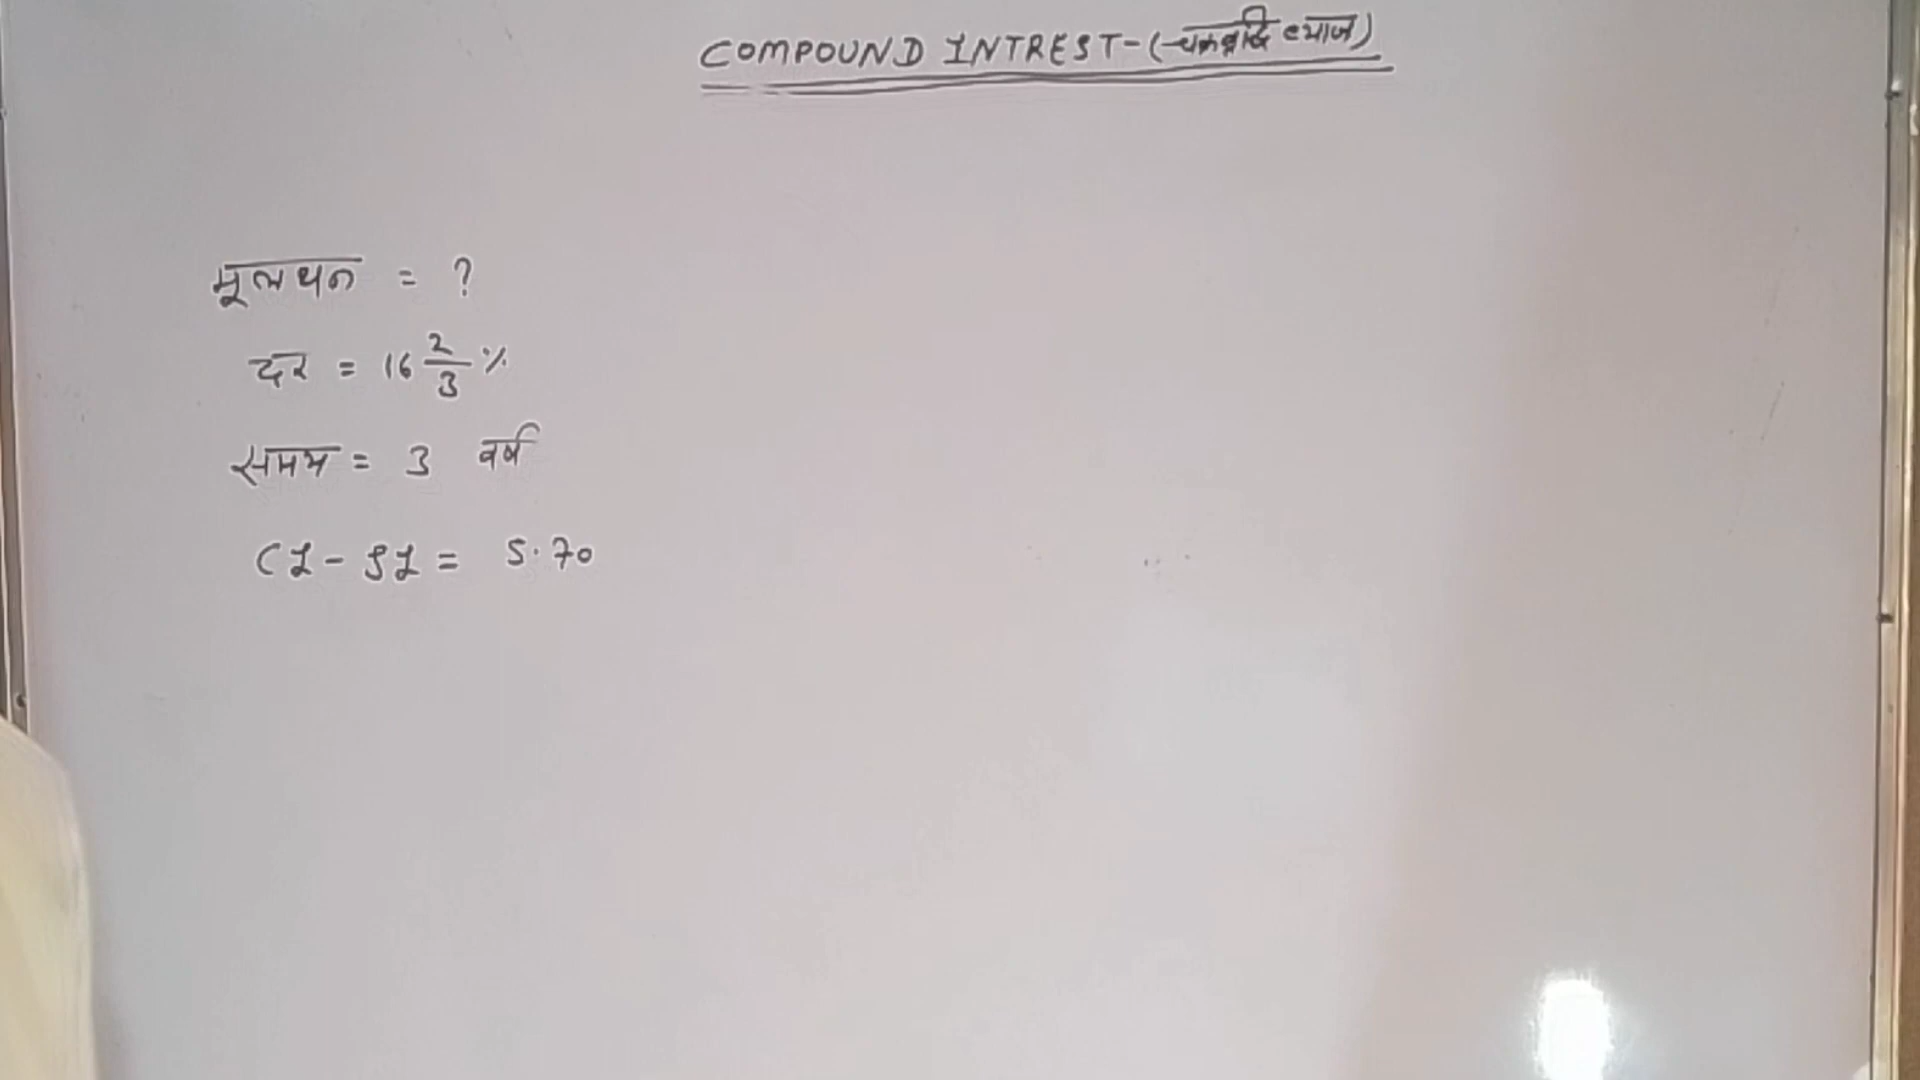 COMPOUND INTREST-(चक्रवृद्धि ब्याज)
मूलधन = ?
दर = 16 2/3 %
समय = 3 वर्ष
CI - SI = 5.70